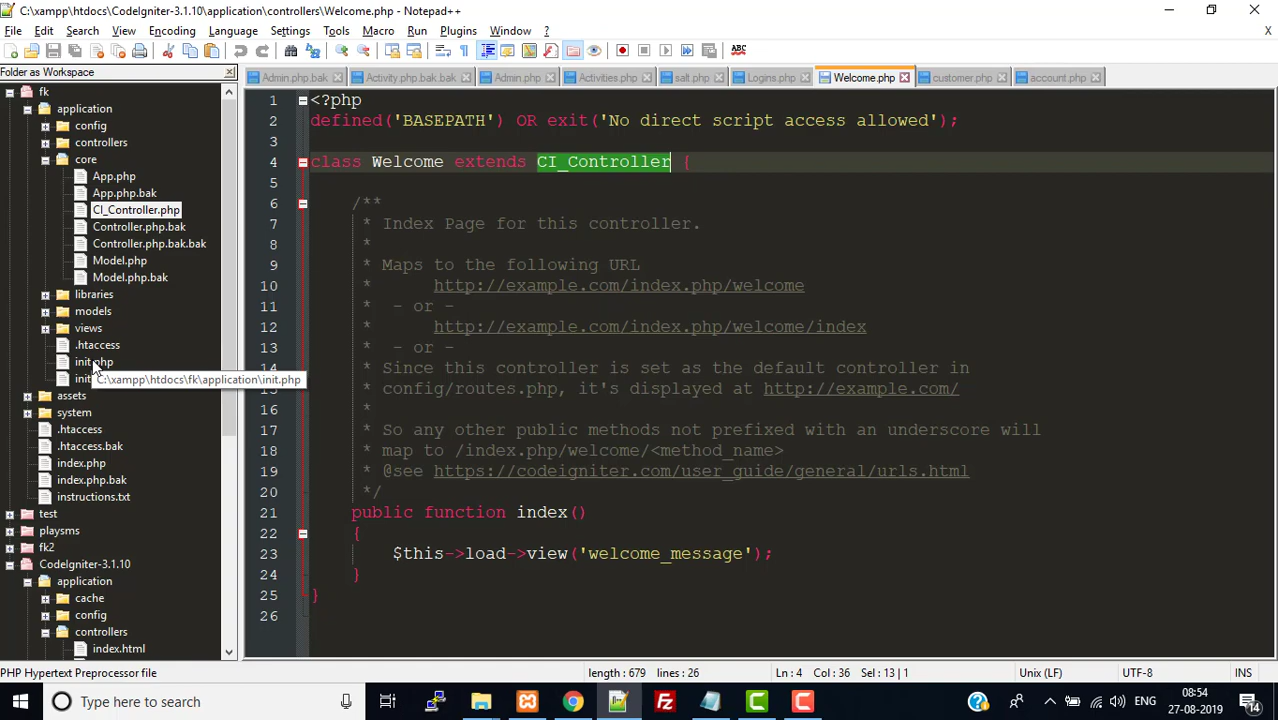 C:\xampp\htdocs\CodeIgniter-3.1.10\application\controllers\Welcome.php - Notepad++
File Edit Search View Encoding Language Settings Tools Macro Run Plugins Window ?
X
ABC
Folder as Workspace
Admin.php.bak Activity php.bak.bak Admin.php Activities.php salt.php Logins.php Welcome.php customer.php account.php
fk
application
config
controllers
core
App.php
App.php.bak
CI_Controller.php
Controller.php.bak
Controller.php.bak.bak
Model.php
Model.php.bak
libraries
models
views
.htaccess
init.php
init
C:\xampp\htdocs\fk\application\init.php
assets
system
.htaccess
.htaccess.bak
index.php
index.php.bak
instructions.txt
test
playsms
fk2
CodeIgniter-3.1.10
application
cache
config
controllers
index.html
1 <?php
2 defined('BASEPATH') OR exit('No direct script access allowed');
3
4 class Welcome extends CI_Controller {
5
6 /**
7 * Index Page for this controller.
8 *
9 * Maps to the following URL
10 * http://example.com/index.php/welcome
11 * - or -
12 * http://example.com/index.php/welcome/index
13 * - or -
14 * Since this controller is set as the default controller in
15 * config/routes.php, it's displayed at http://example.com/
16 *
17 * So any other public methods not prefixed with an underscore will
18 * map to /index.php/welcome/<method_name>
19 * @see https://codeigniter.com/user_guide/general/urls.html
20 */
21 public function index()
22 {
23 $this->load->view('welcome_message');
24 }
25 }
26
PHP Hypertext Preprocessor file length : 679 lines : 26 Ln : 4 Col : 36 Sel : 13 | 1 Unix (LF) UTF-8 INS
Type here to search
ENG
08:54
27-08-2019
14